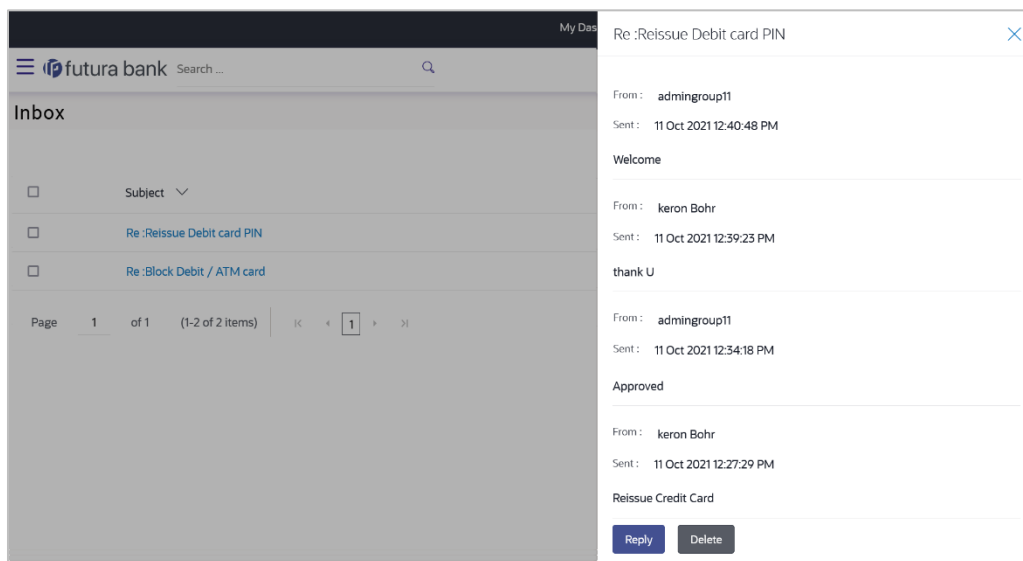 My Das
futura bank Search ...
Inbox
Subject
Re :Reissue Debit card PIN
Re :Block Debit / ATM card
Page 1 of 1 (1-2 of 2 items) 1
Re :Reissue Debit card PIN
From : admingroup11
Sent : 11 Oct 2021 12:40:48 PM
Welcome
From : keron Bohr
Sent : 11 Oct 2021 12:39:23 PM
thank U
From : admingroup11
Sent : 11 Oct 2021 12:34:18 PM
Approved
From : keron Bohr
Sent : 11 Oct 2021 12:27:29 PM
Reissue Credit Card
Reply Delete